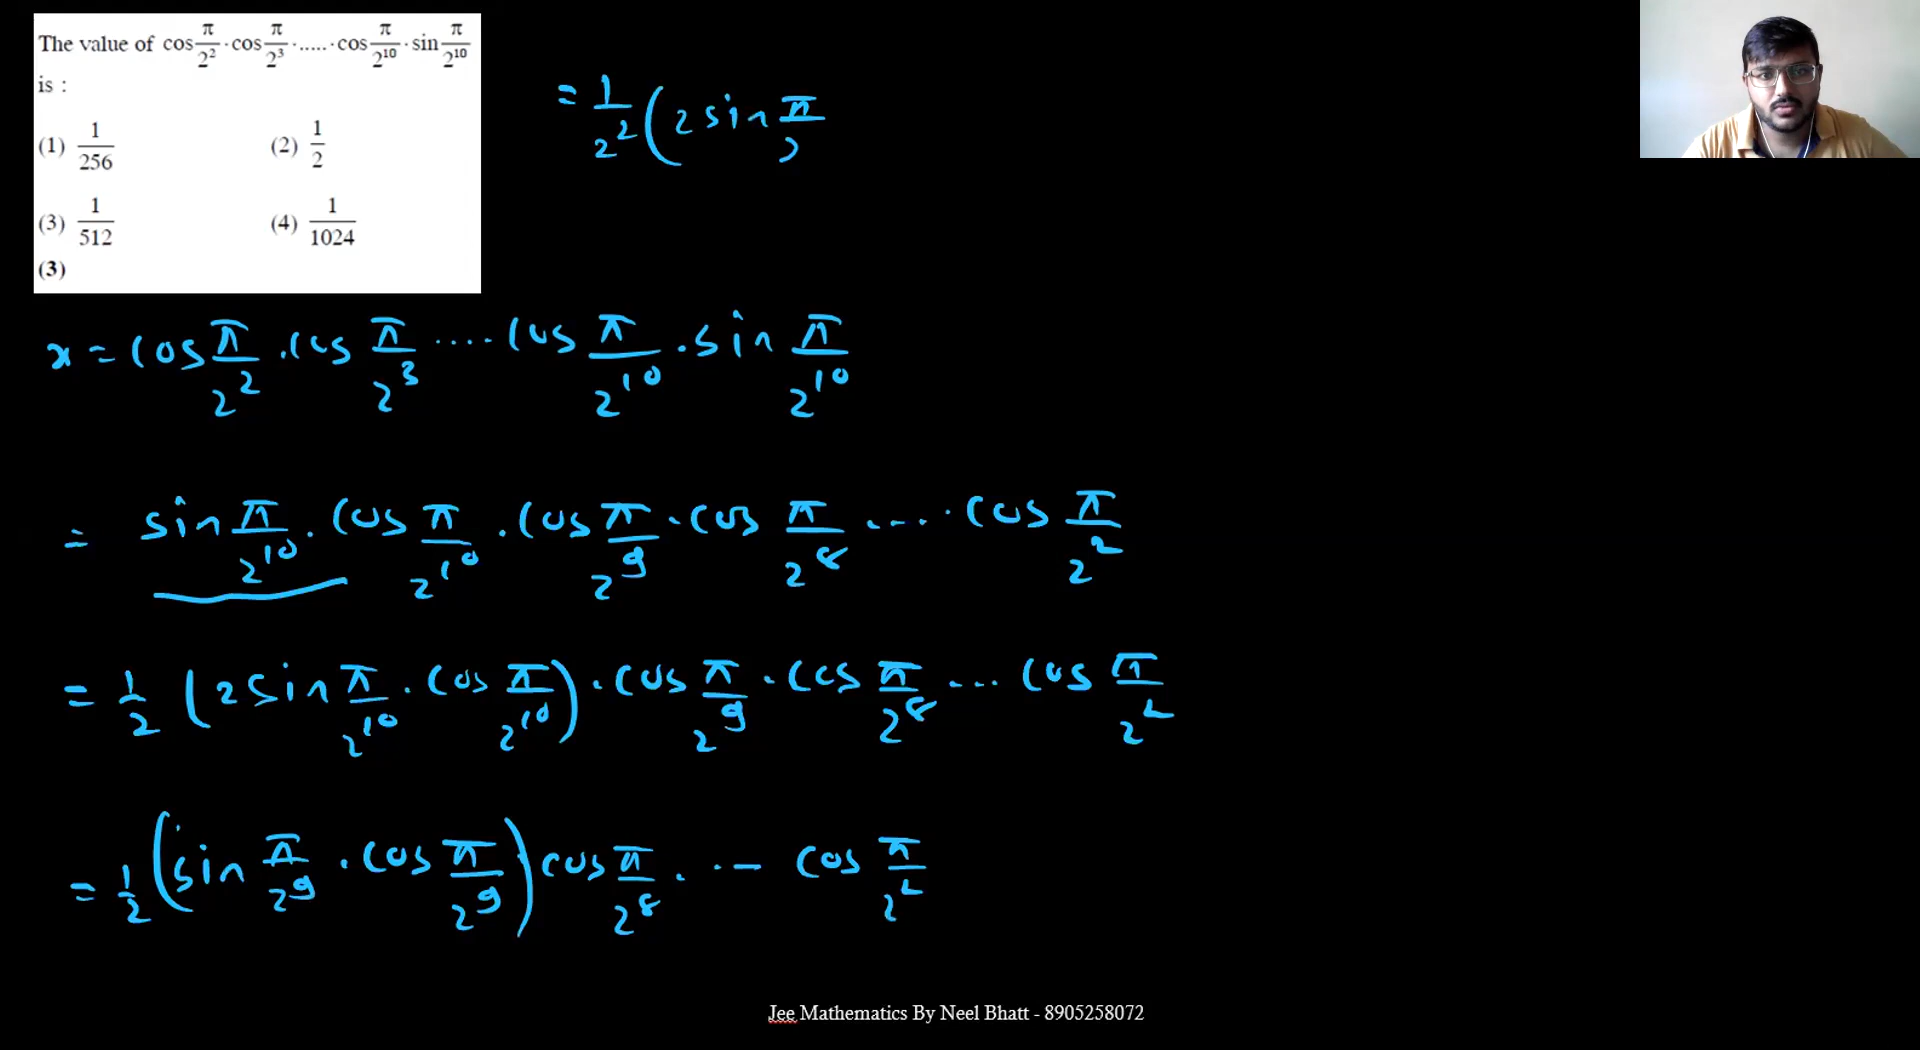 The value of cos π/2² · cos π/2³ · ..... · cos π/2¹⁰ · sin π/2¹⁰
is :
(1) 1/256 (2) 1/2
(3) 1/512 (4) 1/1024
(3)
= 1/2² (2 sin π/2
x = cos π/2² . cos π/2³ .... cos π/2¹⁰ . sin π/2¹⁰
= sin π/2¹⁰ . cos π/2¹⁰ . cos π/2⁹ . cos π/2⁸ .... cos π/2²
= 1/2 (2 sin π/2¹⁰ . cos π/2¹⁰) . cos π/2⁹ . cos π/2⁸ ... cos π/2²
= 1/2 (sin π/2⁹ . cos π/2⁹) cos π/2⁸ . .. – cos π/2²
Jee Mathematics By Neel Bhatt - 8905258072